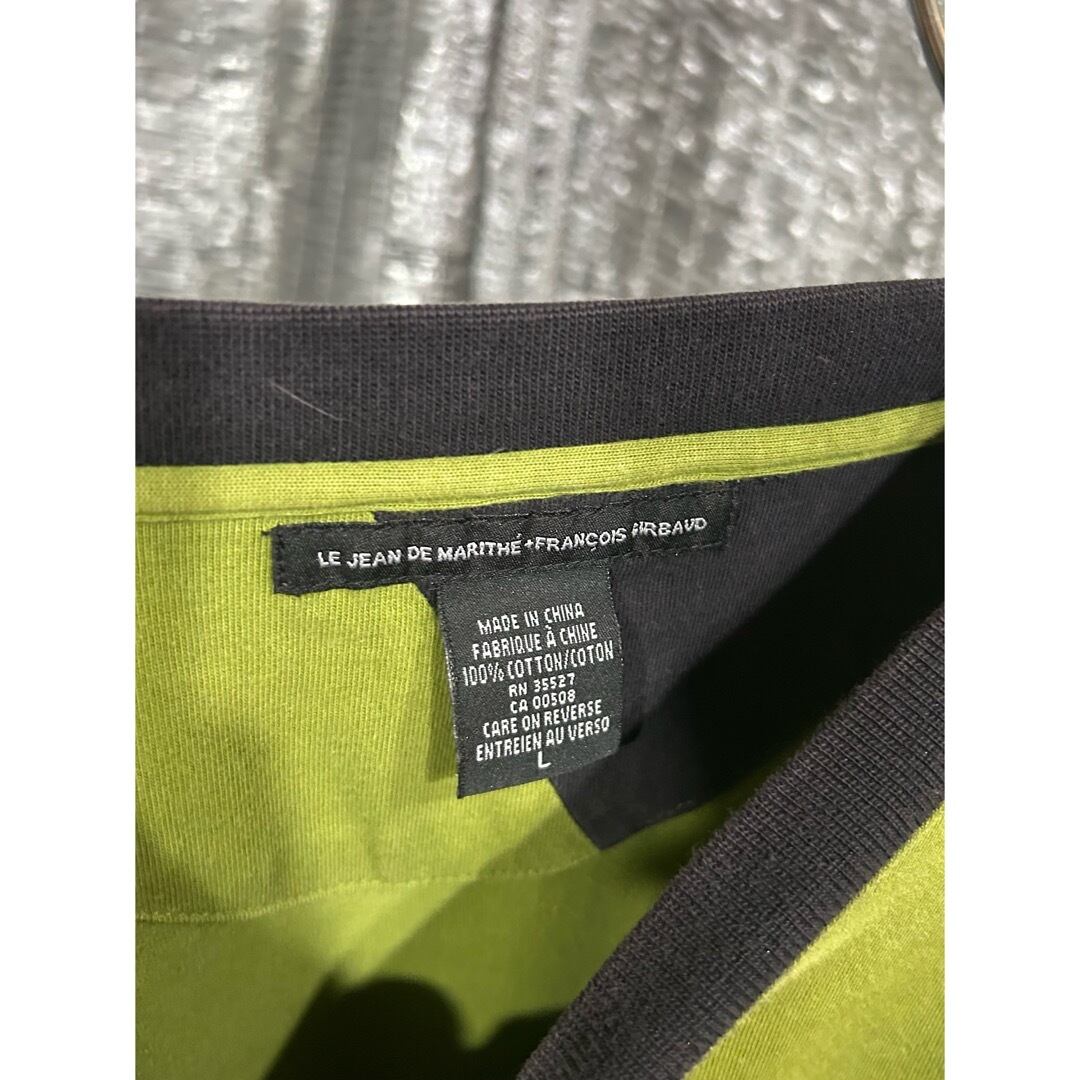 LE JEAN DE MARITHÉ + FRANÇOIS GIRBAUD
MADE IN CHINA
FABRIQUE À CHINE
100% COTTON/COTON
RN 35527
CA 00508
CARE ON REVERSE
ENTREIEN AU VERSO
L